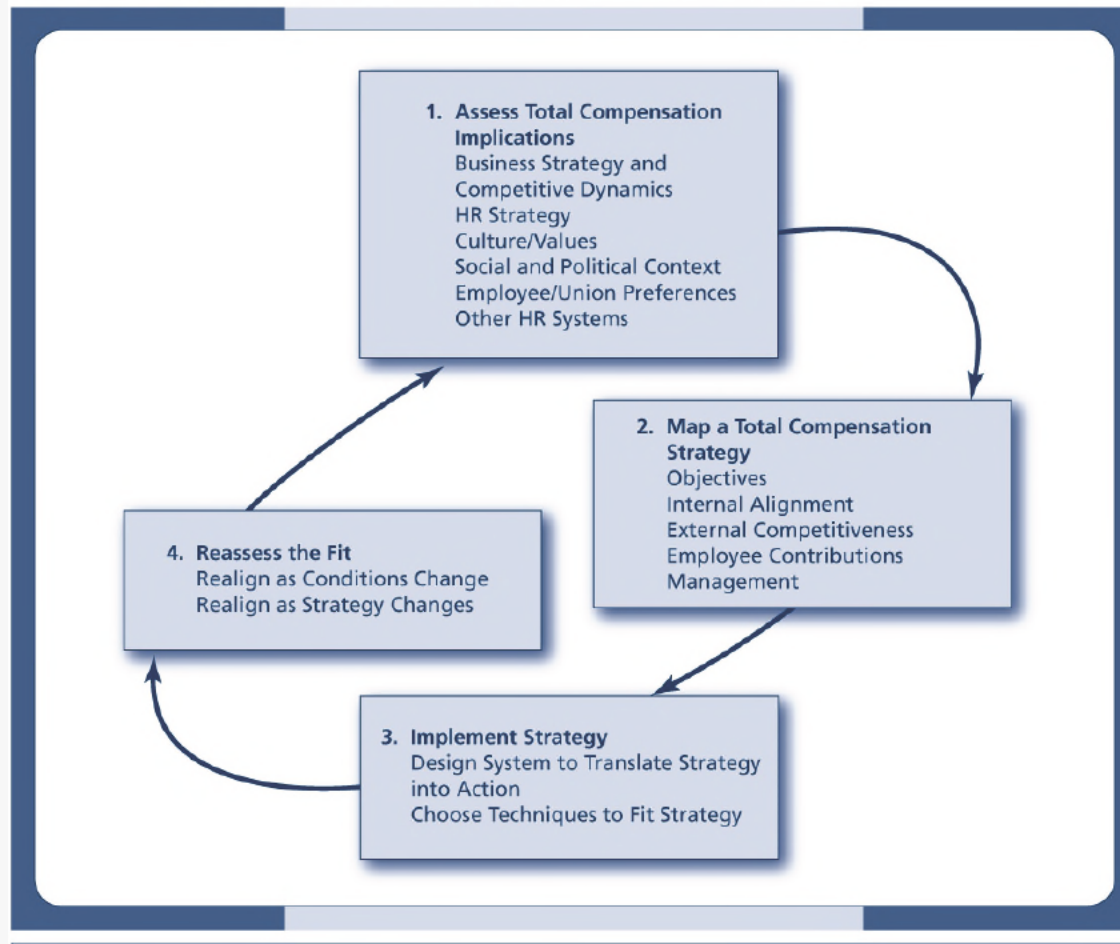 1. Assess Total Compensation
Implications
Business Strategy and
Competitive Dynamics
HR Strategy
Culture/Values
Social and Political Context
Employee/Union Preferences
Other HR Systems
2. Map a Total Compensation
Strategy
Objectives
Internal Alignment
External Competitiveness
Employee Contributions
Management
3. Implement Strategy
Design System to Translate Strategy
into Action
Choose Techniques to Fit Strategy
4. Reassess the Fit
Realign as Conditions Change
Realign as Strategy Changes